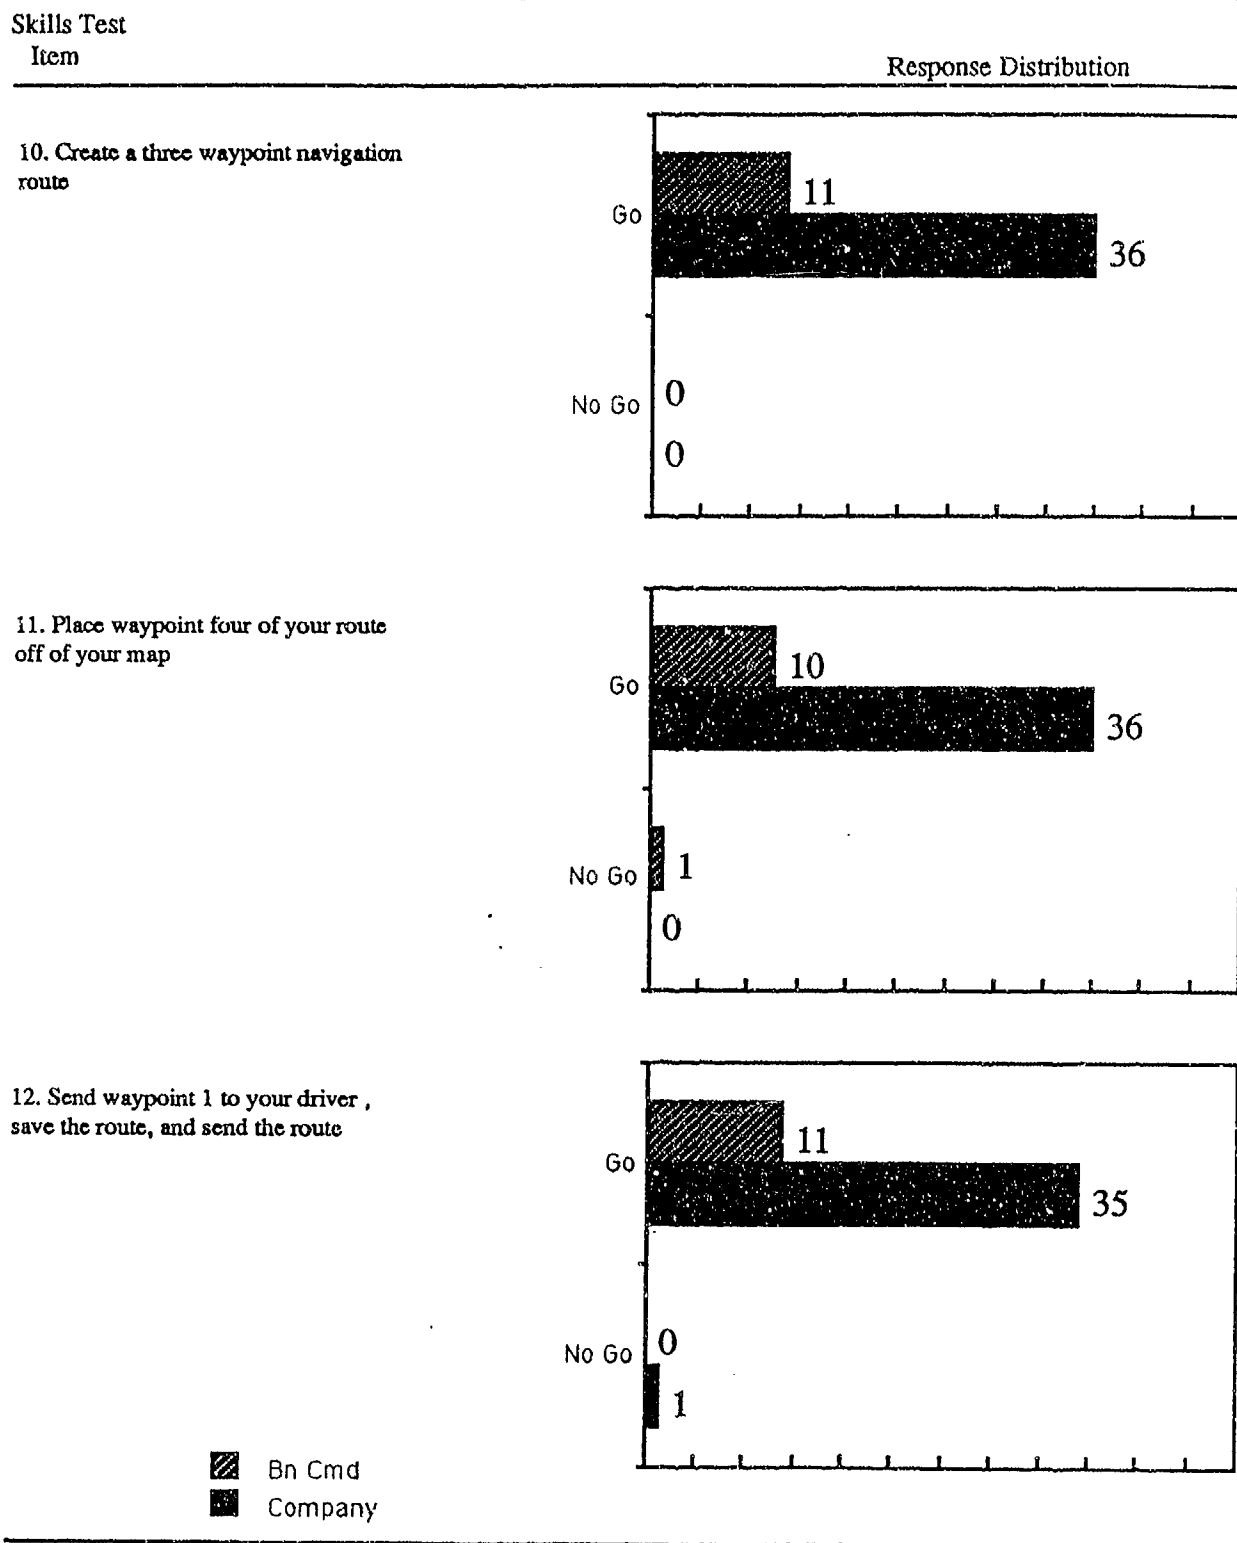 Skills Test
Item
Response Distribution
10. Create a three waypoint navigation
route
Go
11
36
No Go
0
0
11. Place waypoint four of your route
off of your map
Go
10
36
No Go
1
0
12. Send waypoint 1 to your driver ,
save the route, and send the route
Go
11
35
No Go
0
1
Bn Cmd
Company